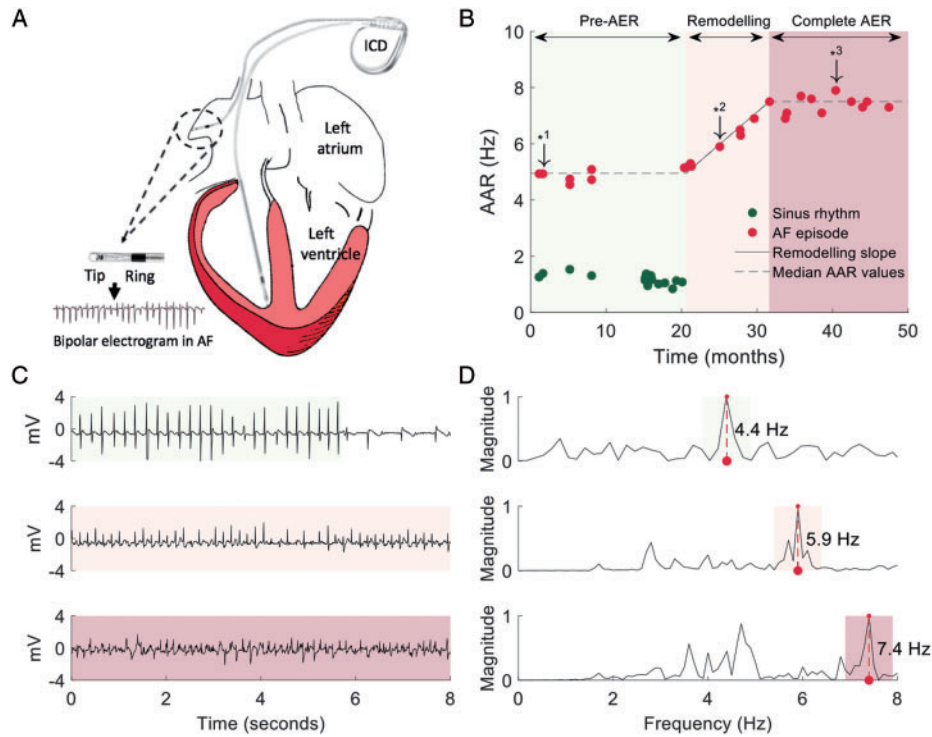 A
ICD
Left
atrium
Left
ventricle
Tip Ring
Bipolar electrogram in AF
B
Pre-AER Remodelling Complete AER
10
8
6
4
2
0
AAR (Hz)
*1
*2
*3
Sinus rhythm
AF episode
Remodelling slope
Median AAR values
0 10 20 30 40 50
Time (months)
C
4
0
-4
mV
4
0
-4
mV
4
0
-4
mV
0 2 4 6 8
Time (seconds)
D
1
0
Magnitude
4.4 Hz
1
0
Magnitude
5.9 Hz
1
0
Magnitude
7.4 Hz
0 2 4 6 8
Frequency (Hz)